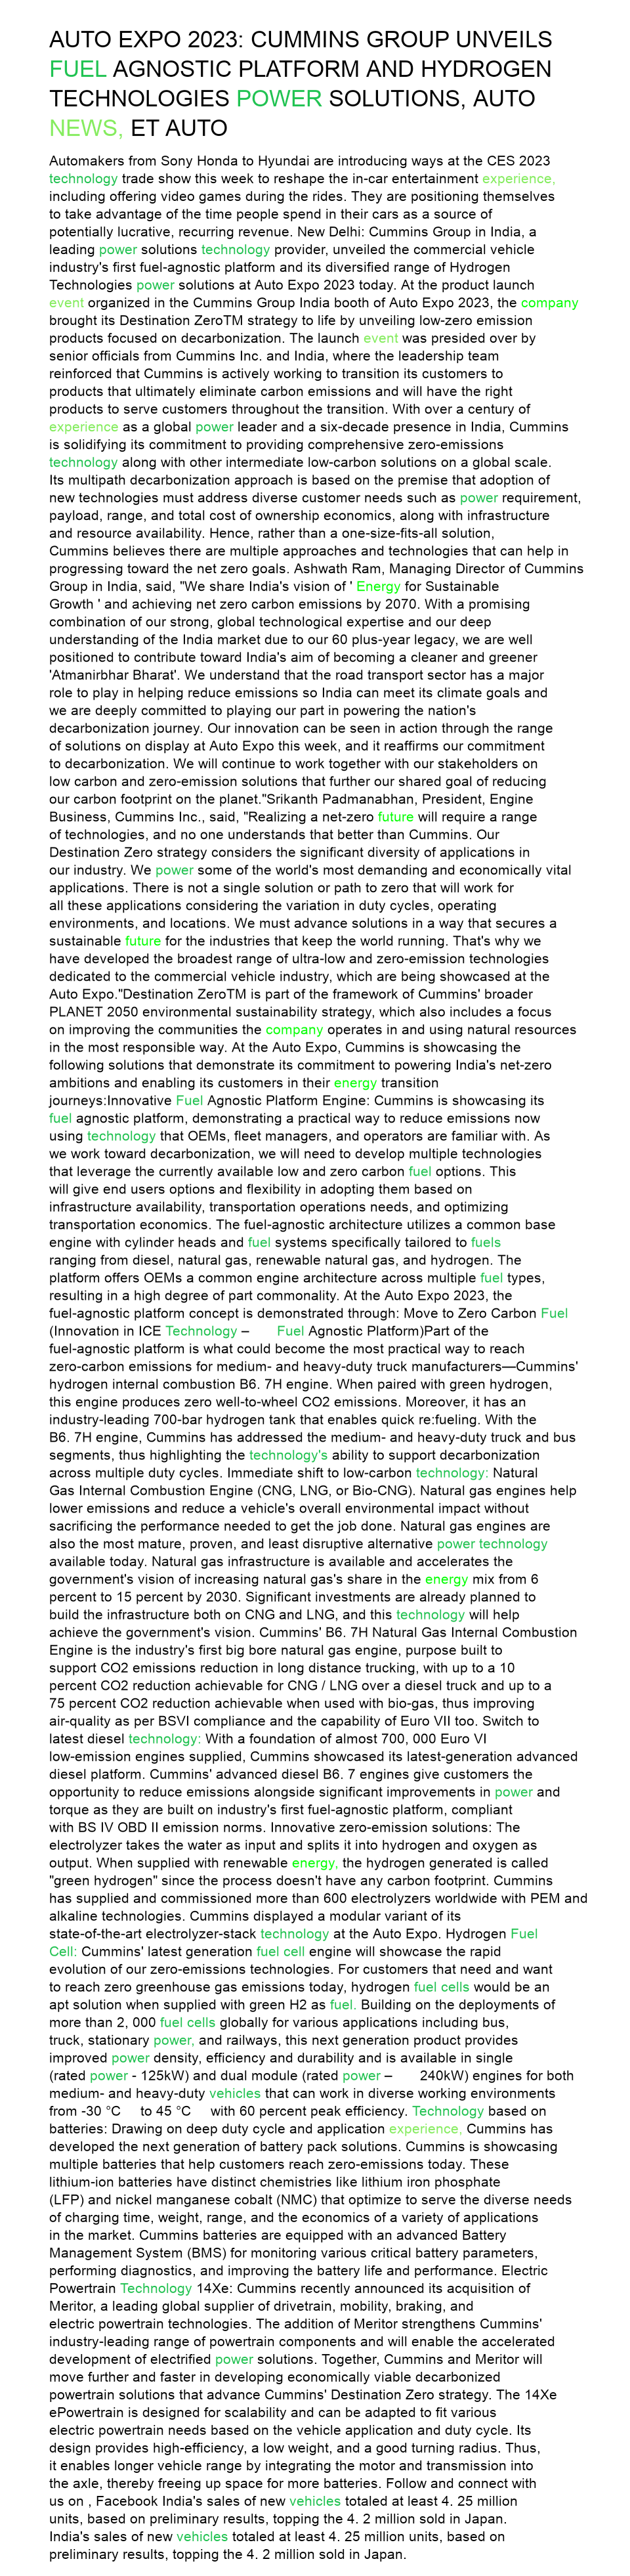 AUTO EXPO 2023: CUMMINS GROUP UNVEILS
FUEL AGNOSTIC PLATFORM AND HYDROGEN
TECHNOLOGIES POWER SOLUTIONS, AUTO
NEWS, ET AUTO
Automakers from Sony Honda to Hyundai are introducing ways at the CES 2023
technology trade show this week to reshape the in-car entertainment experience,
including offering video games during the rides. They are positioning themselves
to take advantage of the time people spend in their cars as a source of
potentially lucrative, recurring revenue. New Delhi: Cummins Group in India, a
leading power solutions technology provider, unveiled the commercial vehicle
industry's first fuel-agnostic platform and its diversified range of Hydrogen
Technologies power solutions at Auto Expo 2023 today. At the product launch
event organized in the Cummins Group India booth of Auto Expo 2023, the company
brought its Destination ZeroTM strategy to life by unveiling low-zero emission
products focused on decarbonization. The launch event was presided over by
senior officials from Cummins Inc. and India, where the leadership team
reinforced that Cummins is actively working to transition its customers to
products that ultimately eliminate carbon emissions and will have the right
products to serve customers throughout the transition. With over a century of
experience as a global power leader and a six-decade presence in India, Cummins
is solidifying its commitment to providing comprehensive zero-emissions
technology along with other intermediate low-carbon solutions on a global scale.
Its multipath decarbonization approach is based on the premise that adoption of
new technologies must address diverse customer needs such as power requirement,
payload, range, and total cost of ownership economics, along with infrastructure
and resource availability. Hence, rather than a one-size-fits-all solution,
Cummins believes there are multiple approaches and technologies that can help in
progressing toward the net zero goals. Ashwath Ram, Managing Director of Cummins
Group in India, said, "We share India's vision of ' Energy for Sustainable
Growth ' and achieving net zero carbon emissions by 2070. With a promising
combination of our strong, global technological expertise and our deep
understanding of the India market due to our 60 plus-year legacy, we are well
positioned to contribute toward India's aim of becoming a cleaner and greener
'Atmanirbhar Bharat'. We understand that the road transport sector has a major
role to play in helping reduce emissions so India can meet its climate goals and
we are deeply committed to playing our part in powering the nation's
decarbonization journey. Our innovation can be seen in action through the range
of solutions on display at Auto Expo this week, and it reaffirms our commitment
to decarbonization. We will continue to work together with our stakeholders on
low carbon and zero-emission solutions that further our shared goal of reducing
our carbon footprint on the planet."Srikanth Padmanabhan, President, Engine
Business, Cummins Inc., said, "Realizing a net-zero future will require a range
of technologies, and no one understands that better than Cummins. Our
Destination Zero strategy considers the significant diversity of applications in
our industry. We power some of the world's most demanding and economically vital
applications. There is not a single solution or path to zero that will work for
all these applications considering the variation in duty cycles, operating
environments, and locations. We must advance solutions in a way that secures a
sustainable future for the industries that keep the world running. That's why we
have developed the broadest range of ultra-low and zero-emission technologies
dedicated to the commercial vehicle industry, which are being showcased at the
Auto Expo."Destination ZeroTM is part of the framework of Cummins' broader
PLANET 2050 environmental sustainability strategy, which also includes a focus
on improving the communities the company operates in and using natural resources
in the most responsible way. At the Auto Expo, Cummins is showcasing the
following solutions that demonstrate its commitment to powering India's net-zero
ambitions and enabling its customers in their energy transition
journeys:Innovative Fuel Agnostic Platform Engine: Cummins is showcasing its
fuel agnostic platform, demonstrating a practical way to reduce emissions now
using technology that OEMs, fleet managers, and operators are familiar with. As
we work toward decarbonization, we will need to develop multiple technologies
that leverage the currently available low and zero carbon fuel options. This
will give end users options and flexibility in adopting them based on
infrastructure availability, transportation operations needs, and optimizing
transportation economics. The fuel-agnostic architecture utilizes a common base
engine with cylinder heads and fuel systems specifically tailored to fuels
ranging from diesel, natural gas, renewable natural gas, and hydrogen. The
platform offers OEMs a common engine architecture across multiple fuel types,
resulting in a high degree of part commonality. At the Auto Expo 2023, the
fuel-agnostic platform concept is demonstrated through: Move to Zero Carbon Fuel
(Innovation in ICE Technology – Fuel Agnostic Platform)Part of the
fuel-agnostic platform is what could become the most practical way to reach
zero-carbon emissions for medium- and heavy-duty truck manufacturers—Cummins'
hydrogen internal combustion B6. 7H engine. When paired with green hydrogen,
this engine produces zero well-to-wheel CO2 emissions. Moreover, it has an
industry-leading 700-bar hydrogen tank that enables quick re:fueling. With the
B6. 7H engine, Cummins has addressed the medium- and heavy-duty truck and bus
segments, thus highlighting the technology's ability to support decarbonization
across multiple duty cycles. Immediate shift to low-carbon technology: Natural
Gas Internal Combustion Engine (CNG, LNG, or Bio-CNG). Natural gas engines help
lower emissions and reduce a vehicle's overall environmental impact without
sacrificing the performance needed to get the job done. Natural gas engines are
also the most mature, proven, and least disruptive alternative power technology
available today. Natural gas infrastructure is available and accelerates the
government's vision of increasing natural gas's share in the energy mix from 6
percent to 15 percent by 2030. Significant investments are already planned to
build the infrastructure both on CNG and LNG, and this technology will help
achieve the government's vision. Cummins' B6. 7H Natural Gas Internal Combustion
Engine is the industry's first big bore natural gas engine, purpose built to
support CO2 emissions reduction in long distance trucking, with up to a 10
percent CO2 reduction achievable for CNG / LNG over a diesel truck and up to a
75 percent CO2 reduction achievable when used with bio-gas, thus improving
air-quality as per BSVI compliance and the capability of Euro VII too. Switch to
latest diesel technology: With a foundation of almost 700, 000 Euro VI
low-emission engines supplied, Cummins showcased its latest-generation advanced
diesel platform. Cummins' advanced diesel B6. 7 engines give customers the
opportunity to reduce emissions alongside significant improvements in power and
torque as they are built on industry's first fuel-agnostic platform, compliant
with BS IV OBD II emission norms. Innovative zero-emission solutions: The
electrolyzer takes the water as input and splits it into hydrogen and oxygen as
output. When supplied with renewable energy, the hydrogen generated is called
"green hydrogen" since the process doesn't have any carbon footprint. Cummins
has supplied and commissioned more than 600 electrolyzers worldwide with PEM and
alkaline technologies. Cummins displayed a modular variant of its
state-of-the-art electrolyzer-stack technology at the Auto Expo. Hydrogen Fuel
Cell: Cummins' latest generation fuel cell engine will showcase the rapid
evolution of our zero-emissions technologies. For customers that need and want
to reach zero greenhouse gas emissions today, hydrogen fuel cells would be an
apt solution when supplied with green H2 as fuel. Building on the deployments of
more than 2, 000 fuel cells globally for various applications including bus,
truck, stationary power, and railways, this next generation product provides
improved power density, efficiency and durability and is available in single
(rated power - 125kW) and dual module (rated power – 240kW) engines for both
medium- and heavy-duty vehicles that can work in diverse working environments
from -30 °C to 45 °C with 60 percent peak efficiency. Technology based on
batteries: Drawing on deep duty cycle and application experience, Cummins has
developed the next generation of battery pack solutions. Cummins is showcasing
multiple batteries that help customers reach zero-emissions today. These
lithium-ion batteries have distinct chemistries like lithium iron phosphate
(LFP) and nickel manganese cobalt (NMC) that optimize to serve the diverse needs
of charging time, weight, range, and the economics of a variety of applications
in the market. Cummins batteries are equipped with an advanced Battery
Management System (BMS) for monitoring various critical battery parameters,
performing diagnostics, and improving the battery life and performance. Electric
Powertrain Technology 14Xe: Cummins recently announced its acquisition of
Meritor, a leading global supplier of drivetrain, mobility, braking, and
electric powertrain technologies. The addition of Meritor strengthens Cummins'
industry-leading range of powertrain components and will enable the accelerated
development of electrified power solutions. Together, Cummins and Meritor will
move further and faster in developing economically viable decarbonized
powertrain solutions that advance Cummins' Destination Zero strategy. The 14Xe
ePowertrain is designed for scalability and can be adapted to fit various
electric powertrain needs based on the vehicle application and duty cycle. Its
design provides high-efficiency, a low weight, and a good turning radius. Thus,
it enables longer vehicle range by integrating the motor and transmission into
the axle, thereby freeing up space for more batteries. Follow and connect with
us on , Facebook India's sales of new vehicles totaled at least 4. 25 million
units, based on preliminary results, topping the 4. 2 million sold in Japan.
India's sales of new vehicles totaled at least 4. 25 million units, based on
preliminary results, topping the 4. 2 million sold in Japan.